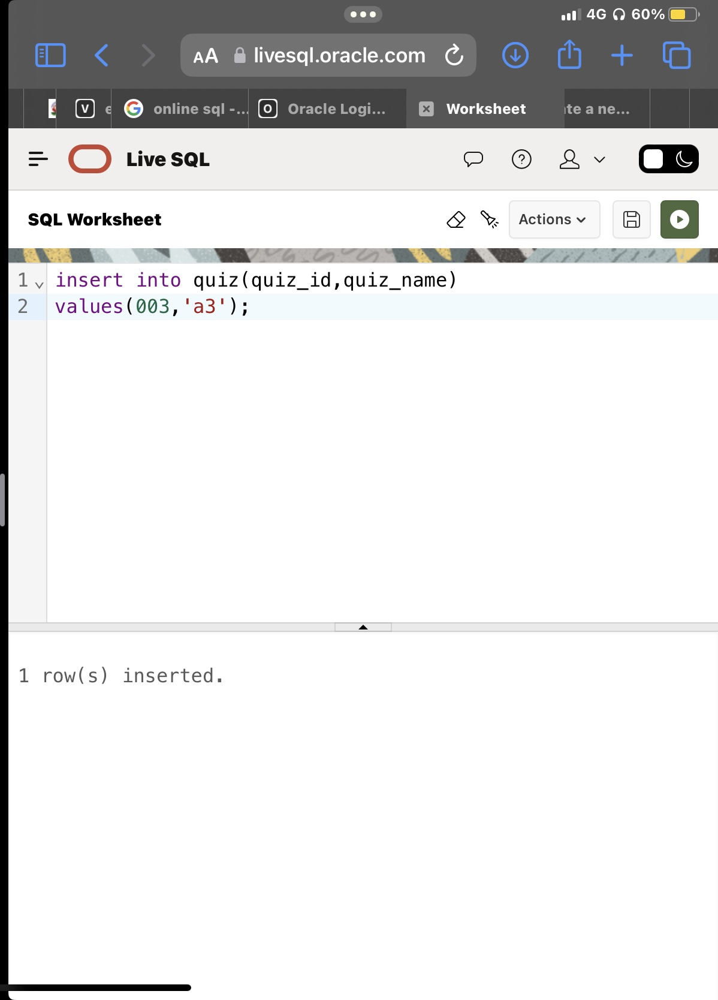 4G 60%
AA livesql.oracle.com
V e online sql -... O Oracle Logi... Worksheet te a ne...
Live SQL
SQL Worksheet Actions
1 insert into quiz(quiz_id,quiz_name)
2 values(003,'a3');
1 row(s) inserted.